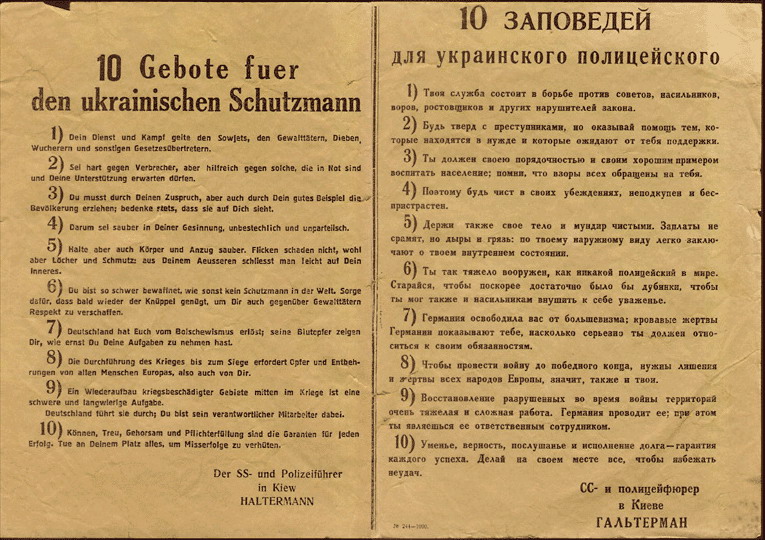 10 Gebote fuer
den ukrainischen Schutzmann
1) Dein Dienst und Kampf gelte den Sowjets, den Gewalttätern, Dieben,
Wucherern und sonstigen Gesetzesübertretern.
2) Sei hart gegen Verbrecher, aber hilfreich gegen solche, die in Not sind
und Deine Unterstützung erwarten dürfen.
3) Du musst durch Deinen Zuspruch, aber auch durch Dein gutes Beispiel die
Bevölkerung erziehen; bedenke stets, dass sie auf Dich sieht.
4) Darum sei sauber in Deiner Gesinnung, unbestechlich und unparteiisch.
5) Halte aber auch Körper und Anzug sauber. Flicken schaden nicht, wohl
aber Löcher und Schmutz: aus Deinem Aeusseren schliesst man leicht auf Dein
Inneres.
6) Du bist so schwer bewaffnet, wie sonst kein Schutzmann in der Welt. Sorge
dafür, dass bald wieder der Knüppel genügt, um Dir auch gegenüber Gewalttätern
Respekt zu verschaffen.
7) Deutschland hat Euch vom Bolschewismus erlöst; seine Blutopfer zeigen
Dir, wie ernst Du Deine Aufgaben zu nehmen hast.
8) Die Durchführung des Krieges bis zum Siege erfordert Opfer und Entbeh-
rungen von allen Menschen Europas, also auch von Dir.
9) Ein Wiederaufbau kriegsbeschädigter Gebiete mitten im Kriege ist eine
schwere und langwierige Aufgabe.
Deutschland führt sie durch; Du bist sein verantwortlicher Mitarbeiter dabei.
10) Können, Treu, Gehorsam und Pflichterfüllung sind die Garanten für jeden
Erfolg. Tue an Deinem Platz alles, um Misserfolge zu verhüten.
Der SS- und Polizeiführer
in Kiew
HALTERMANN
10 ЗАПОВЕДЕЙ
для украинского полицейского
1) Твоя служба состоит в борьбе против советов, насильников,
воров, ростовщиков и других нарушителей закона.
2) Будь тверд с преступниками, но оказывай помощь тем, ко-
торые находятся в нужде и которые ожидают от тебя поддержки.
3) Ты должен своею порядочностью и своим хорошим примером
воспитать население; помни, что взоры всех обращены на тебя.
4) Поэтому будь чист в своих убеждениях, неподкупен и бес-
пристрастен.
5) Держи также свое тело и мундир чистыми. Заплаты не
срамят, но дыры и грязь: по твоему наружному виду легко заклю-
чают о твоем внутреннем состоянии.
6) Ты так тяжело вооружен, как никакой полицейский в мире.
Старайся, чтобы поскорее достаточно было бы дубинки, чтобы
ты мог также и насильникам внушить к себе уваженье.
7) Германия освободила вас от большевизма; кровавые жертвы
Германии показывают тебе, насколько серьезно ты должен отно-
ситься к своим обязанностям.
8) Чтобы провести войну до победного конца, нужны лишения
и жертвы всех народов Европы, значит, также и твои.
9) Восстановление разрушенных во время войны территорий
очень тяжелая и сложная работа. Германия проводит ее; при этом
ты являешься ее ответственным сотрудником.
10) Уменье, верность, послушанье и исполнение долга—гарантия
каждого успеха. Делай на своем месте все, чтобы избежать
неудач.
СС- и полицейфюрер
в Киеве
ГАЛЬТЕРМАН